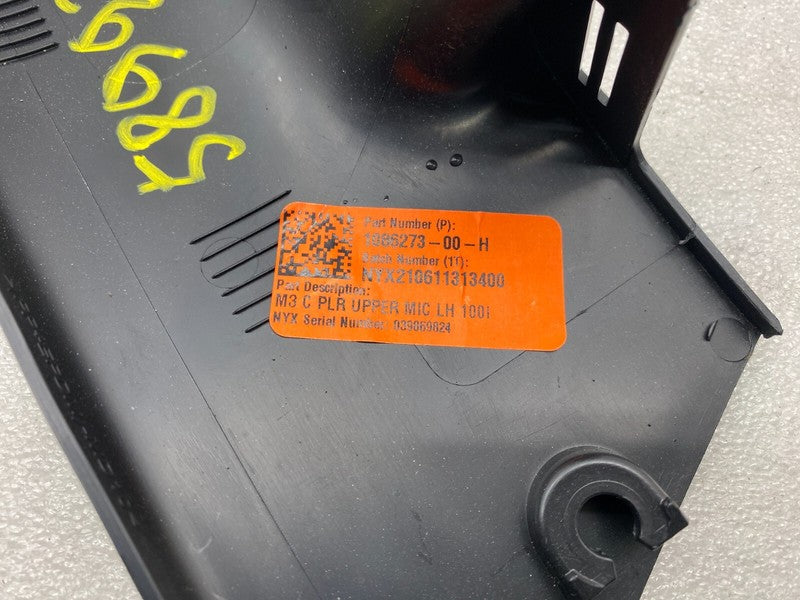 Part Number (P):
1086273-00-H
Batch Number (1T):
NYX210611313400
Part Description:
M3 C PLR UPPER MIC LH 100I
NYX Serial Number 039069824